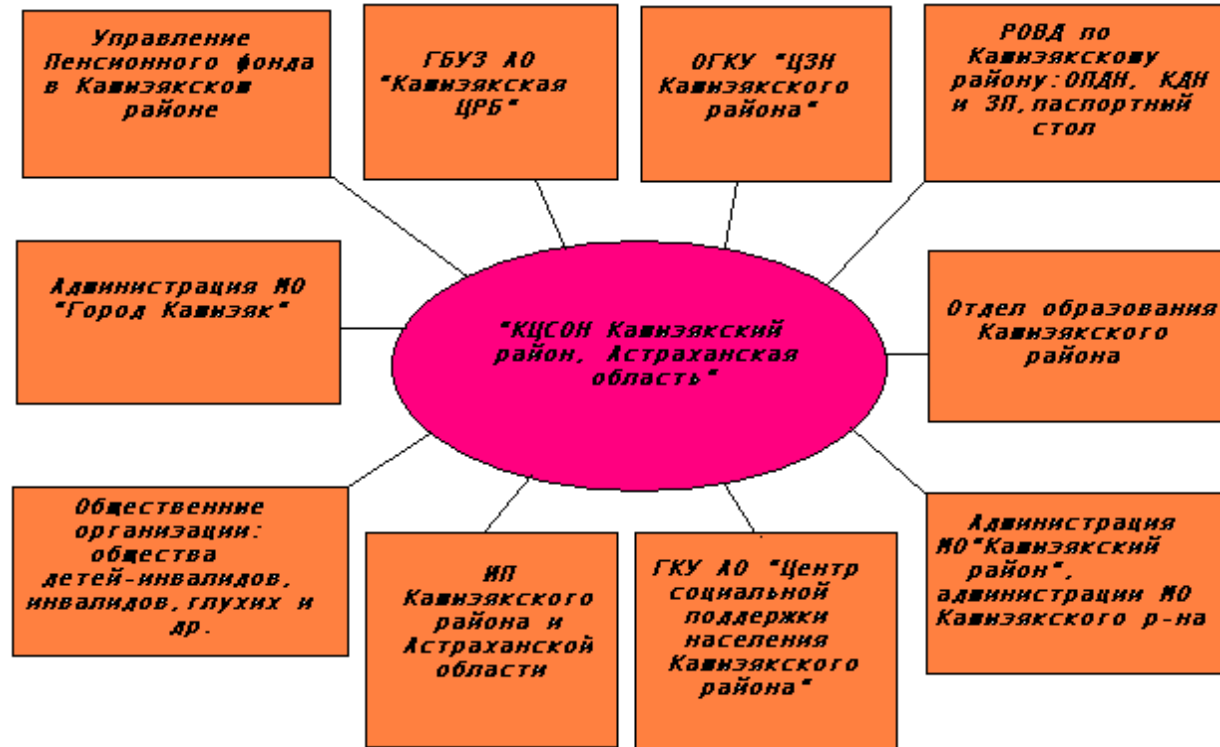 Управление
Пенсионного фонда
в Камызякском
районе
ГБУЗ АО
"Камызякская
ЦРБ"
ОГКУ "ЦЗН
Камызякского
района"
РОВД по
Камызякскому
району:ОПДН, КДН
и ЗП,паспортный
стол
Администрация МО
"Город Камызяк"
"КЦСОН Камызякский
район, Астраханская
область"
Отдел образования
Камызякского
района
Общественные
организации:
общества
детей-инвалидов,
инвалидов,глухих и
др.
ИП
Камызякского
района и
Астраханской
области
ГКУ АО "Центр
социальной
поддержки
населения
Камызякского
района"
Администрация
МО"Камызякский
район",
администрации МО
Камызякского р-на